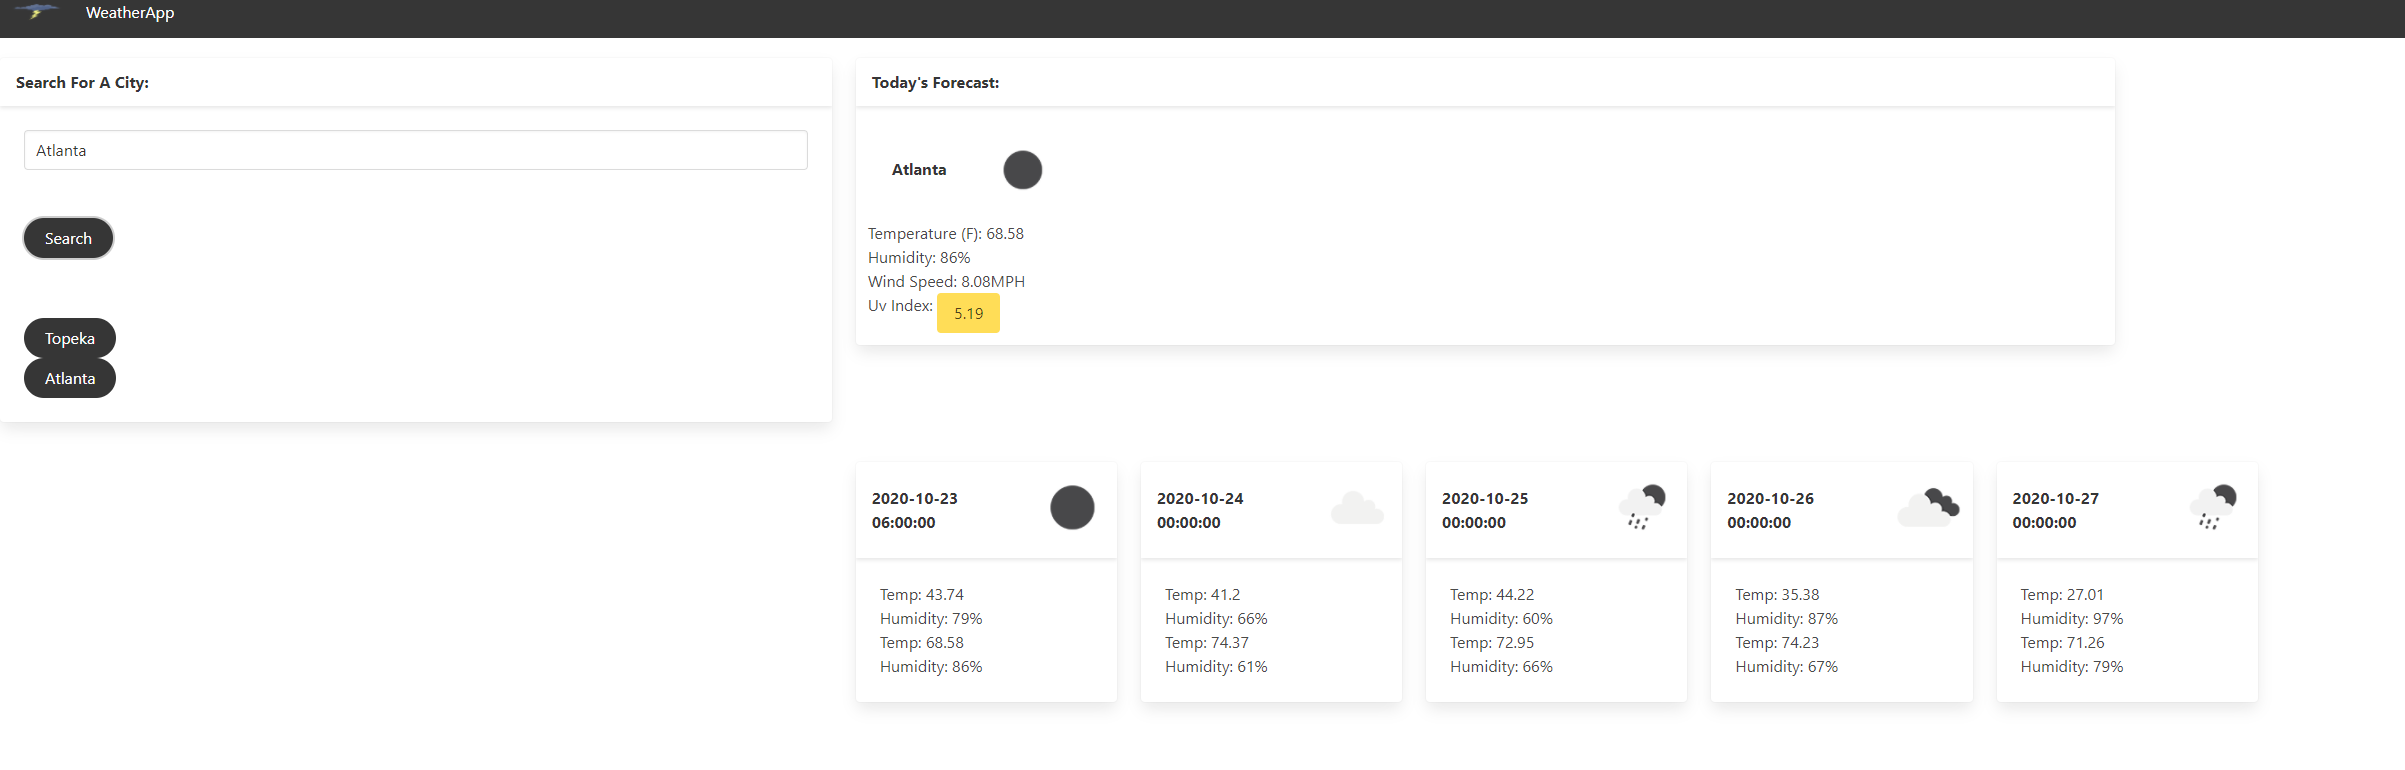 WeatherApp
Search For A City:
Atlanta
Search
Topeka
Atlanta
Today's Forecast:
Atlanta
Temperature (F): 68.58
Humidity: 86%
Wind Speed: 8.08MPH
Uv Index: 5.19
2020-10-23
06:00:00
Temp: 43.74
Humidity: 79%
Temp: 68.58
Humidity: 86%
2020-10-24
00:00:00
Temp: 41.2
Humidity: 66%
Temp: 74.37
Humidity: 61%
2020-10-25
00:00:00
Temp: 44.22
Humidity: 60%
Temp: 72.95
Humidity: 66%
2020-10-26
00:00:00
Temp: 35.38
Humidity: 87%
Temp: 74.23
Humidity: 67%
2020-10-27
00:00:00
Temp: 27.01
Humidity: 97%
Temp: 71.26
Humidity: 79%